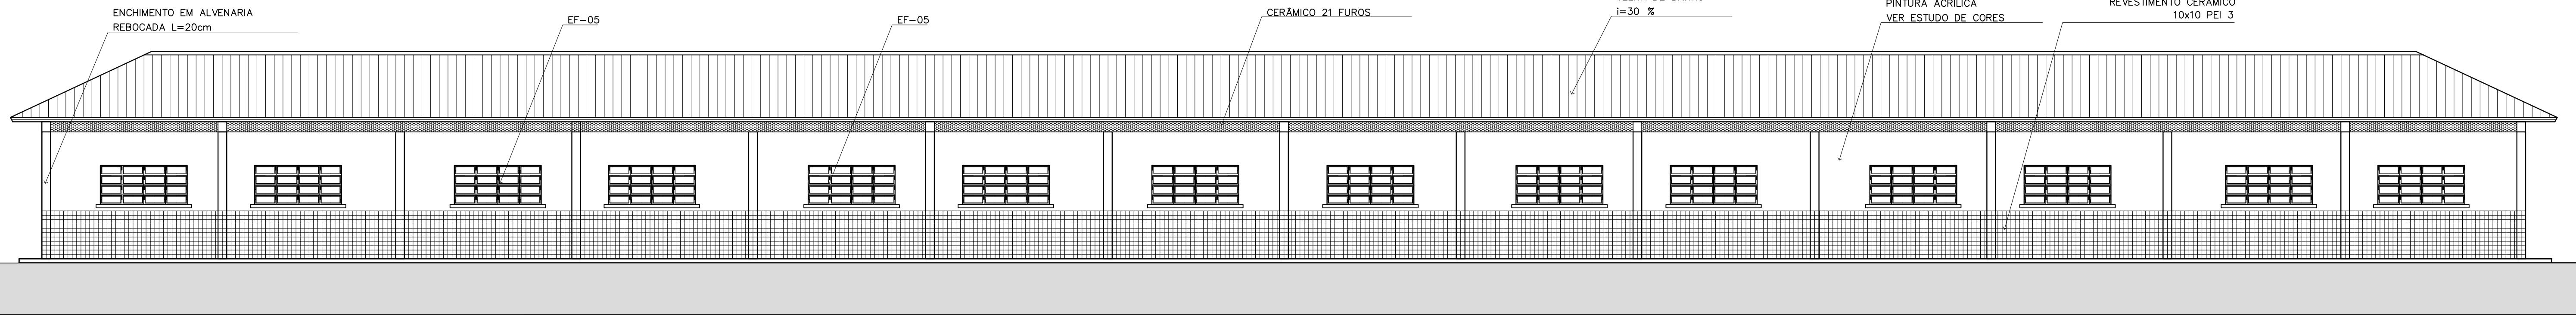 ENCHIMENTO EM ALVENARIA
REBOCADA L=20cm
EF-05
EF-05
CERÂMICO 21 FUROS
i=30 %
PINTURA ACRÍLICA
VER ESTUDO DE CORES
REVESTIMENTO CERÂMICO
10x10 PEI 3